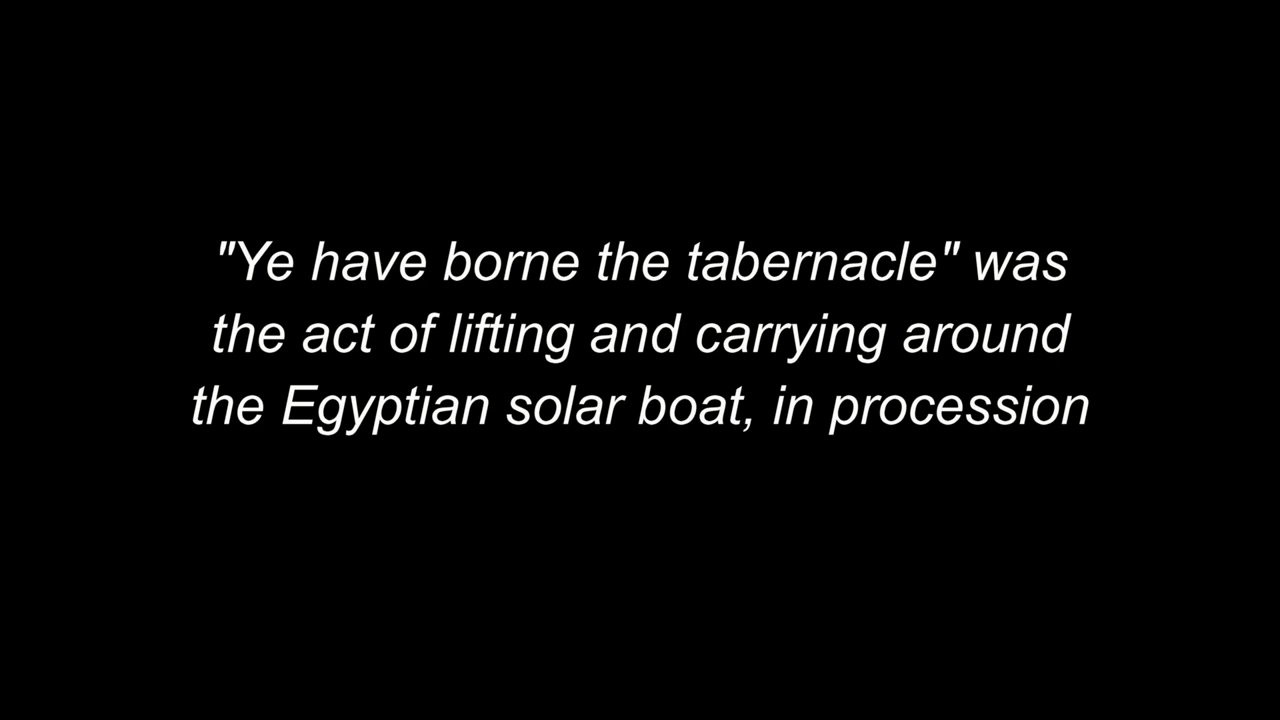 "Ye have borne the tabernacle" was
the act of lifting and carrying around
the Egyptian solar boat, in procession